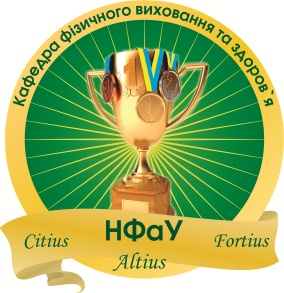 Кафедра фізичного виховання та здоров`я
НФаУ
Citius
Altius
Fortius